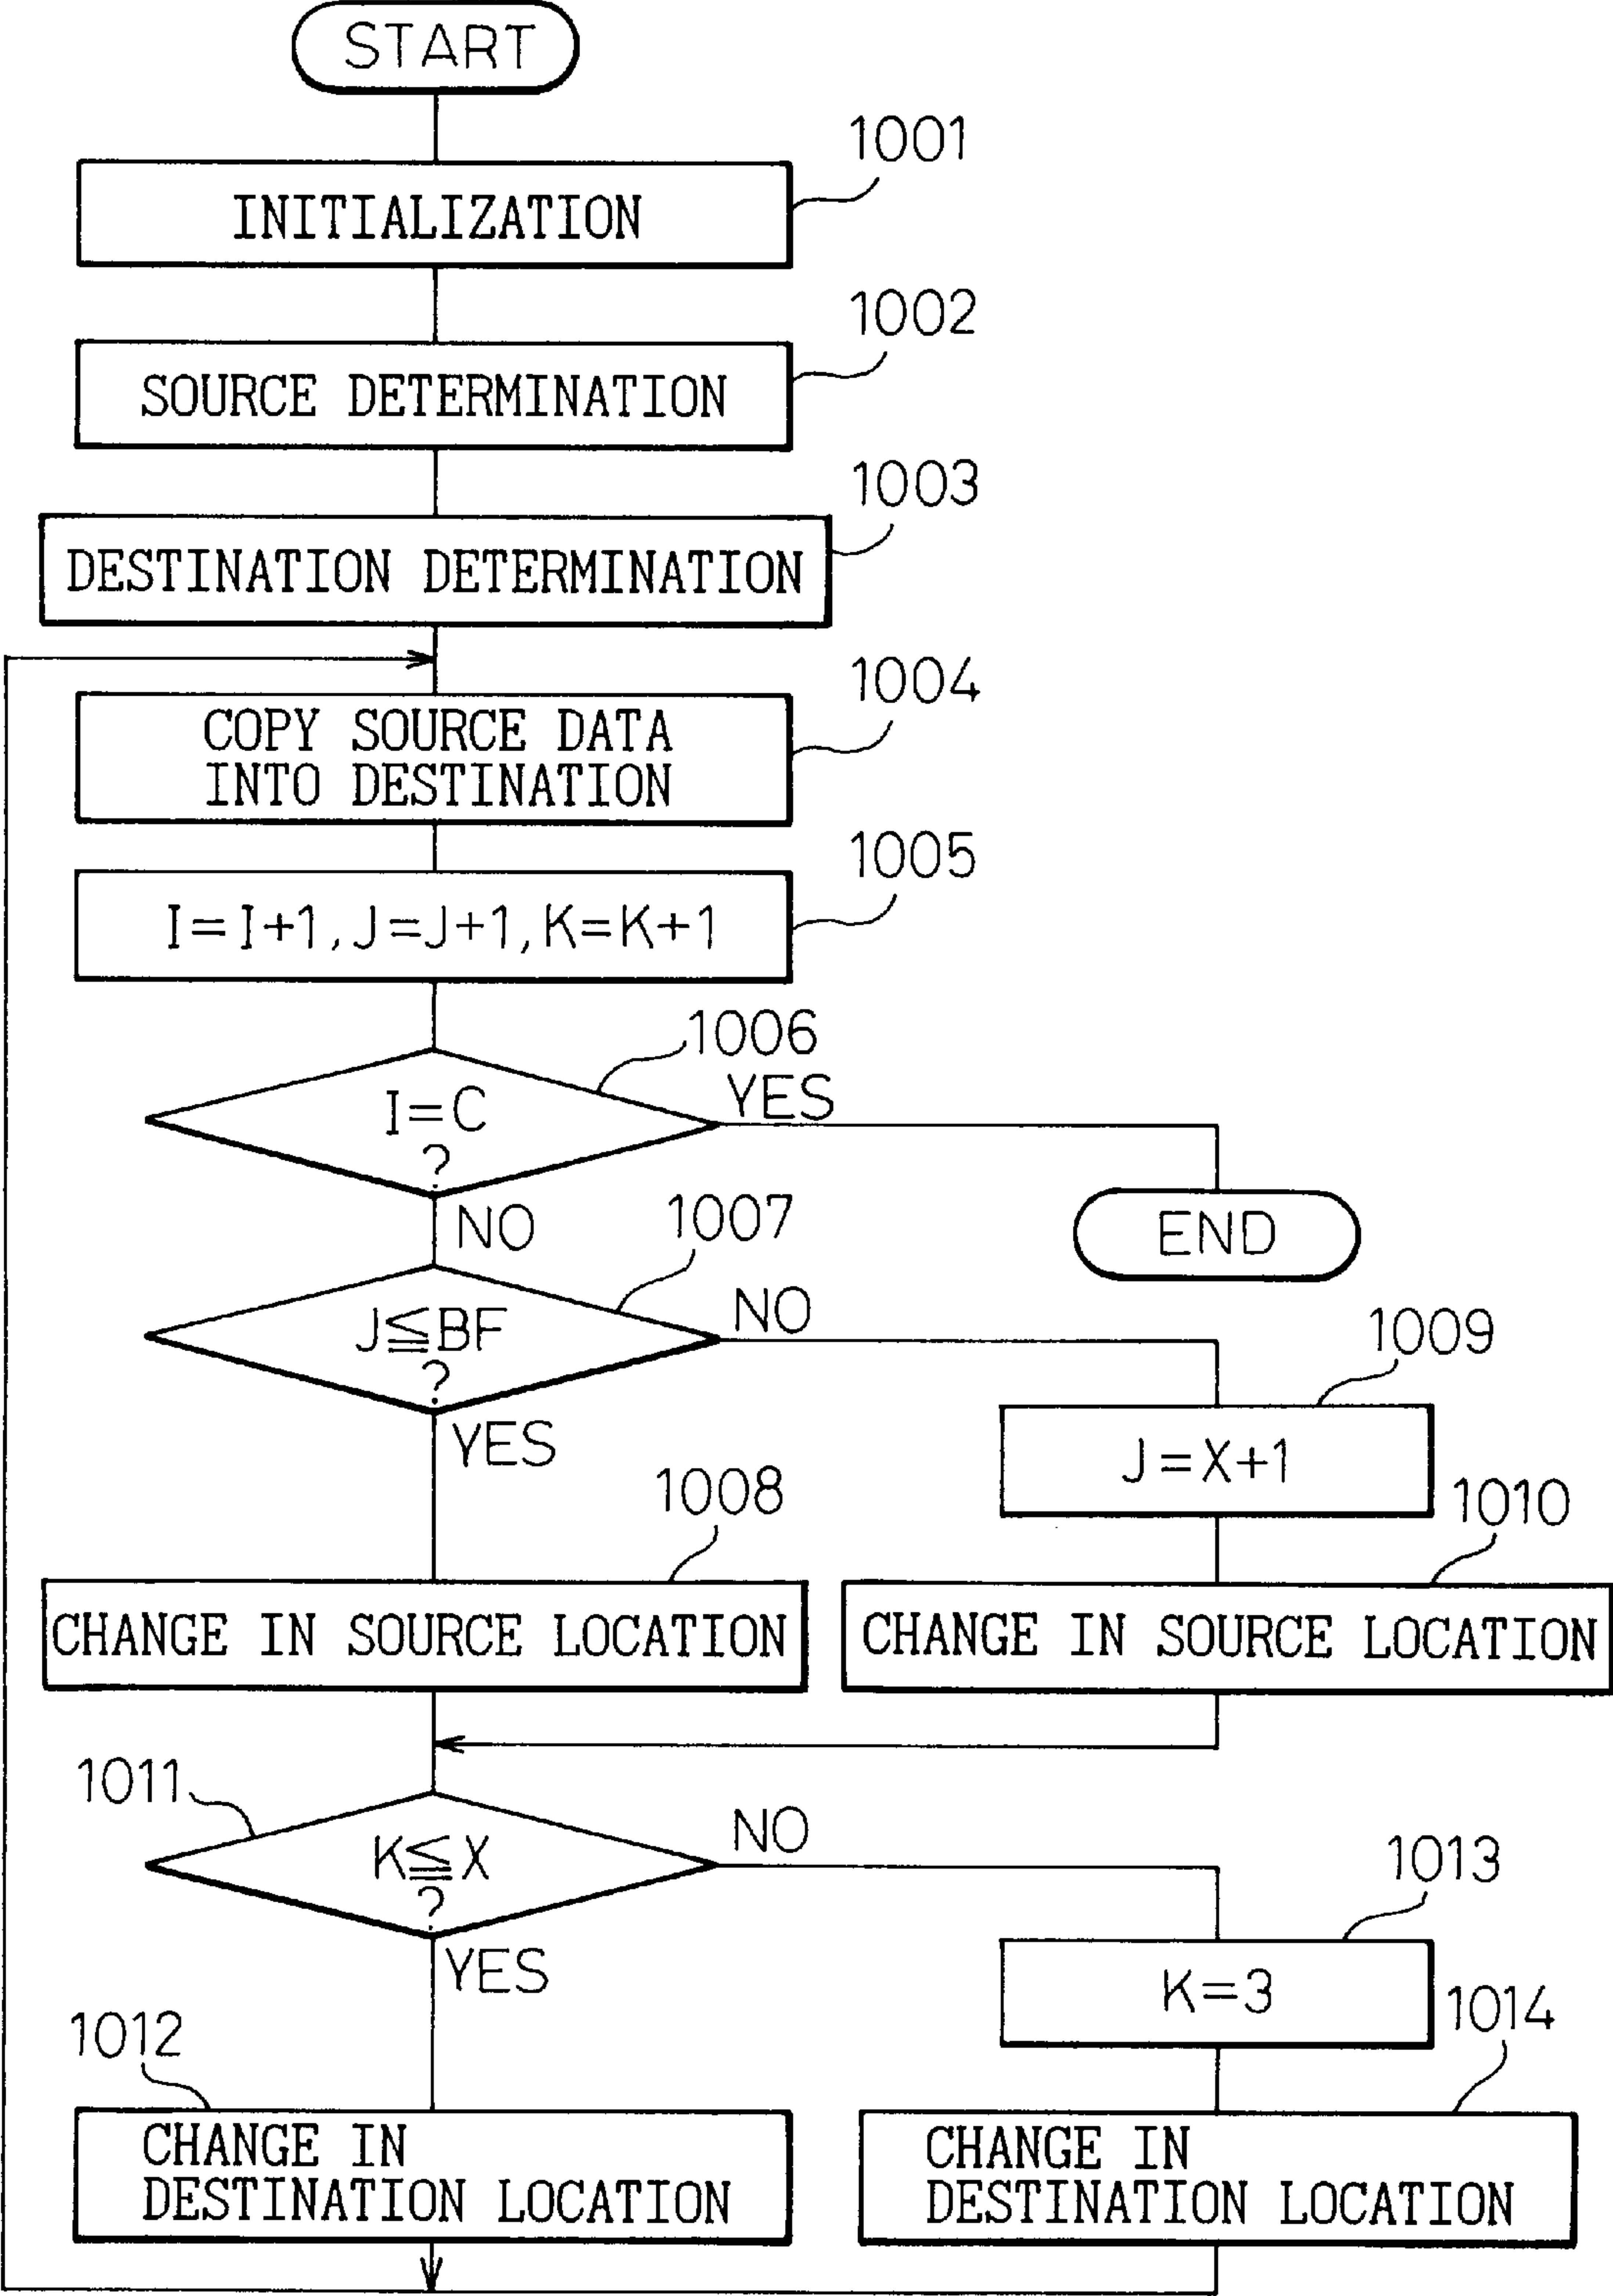 START
1001
INITIALIZATION
1002
SOURCE DETERMINATION
1003
DESTINATION DETERMINATION
1004
COPY SOURCE DATA
INTO DESTINATION
1005
I=I+1, J=J+1, K=K+1
1006
I=C
?
YES
NO
END
1007
J≦BF
?
NO
YES
1009
J=X+1
1008
CHANGE IN SOURCE LOCATION
1010
CHANGE IN SOURCE LOCATION
1011
K≦X
?
NO
YES
1013
K=3
1012
CHANGE IN
DESTINATION LOCATION
1014
CHANGE IN
DESTINATION LOCATION